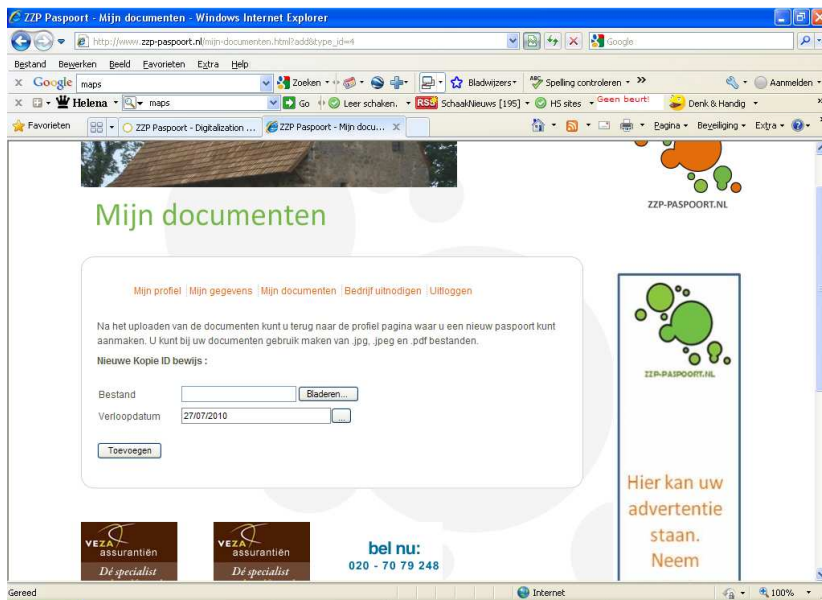 ZZP Paspoort - Mijn documenten - Windows Internet Explorer
http://www.zzp-paspoort.nl/mijn-documenten.html?add&type_id=4
Google
Bestand Bewerken Beeld Favorieten Extra Help
x Google maps Zoeken Bladwijzers ABC Spelling controleren » Aanmelden
x Helena maps Go Leer schaken. RSS SchaakNieuws [195] HS sites Geen beurt! Denk & Handig
Favorieten ZZP Paspoort - Digitalization ... ZZP Paspoort - Mijn docu... X Pagina Beveiliging Extra
ZZP-PASPOORT.NL
Mijn documenten
Mijn profiel | Mijn gegevens | Mijn documenten | Bedrijf uitnodigen | Uitloggen
Na het uploaden van de documenten kunt u terug naar de profiel pagina waar u een nieuw paspoort kunt
aanmaken. U kunt bij uw documenten gebruik maken van .jpg, .jpeg en .pdf bestanden.
Nieuwe Kopie ID bewijs :
Bestand Bladeren...
Verloopdatum 27/07/2010 ...
Toevoegen
ZZP-PASPOORT.NL
Hier kan uw
advertentie
staan.
Neem
VEZA
assurantiën
Dé specialist
VEZA
assurantiën
Dé specialist
bel nu:
020 - 70 79 248
Gereed Internet 100%